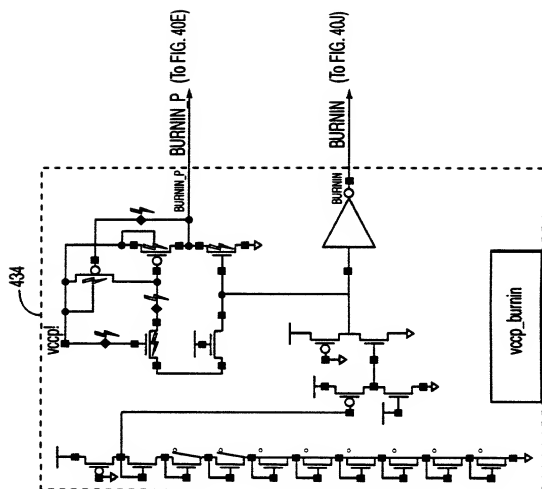 434
vccp!
BURNIN_P
BURNIN_P (To FIG. 40E)
BURNIN
BURNIN (To FIG. 40J)
vccp_burnin